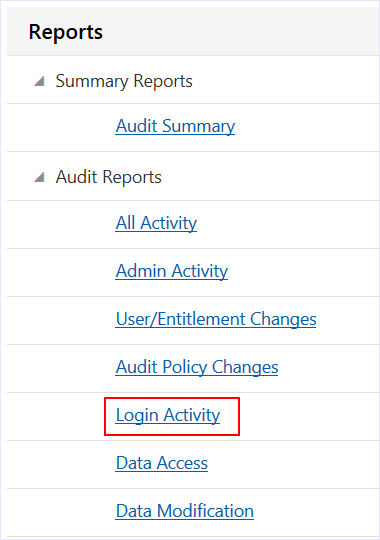 Reports
Summary Reports
Audit Summary
Audit Reports
All Activity
Admin Activity
User/Entitlement Changes
Audit Policy Changes
Login Activity
Data Access
Data Modification